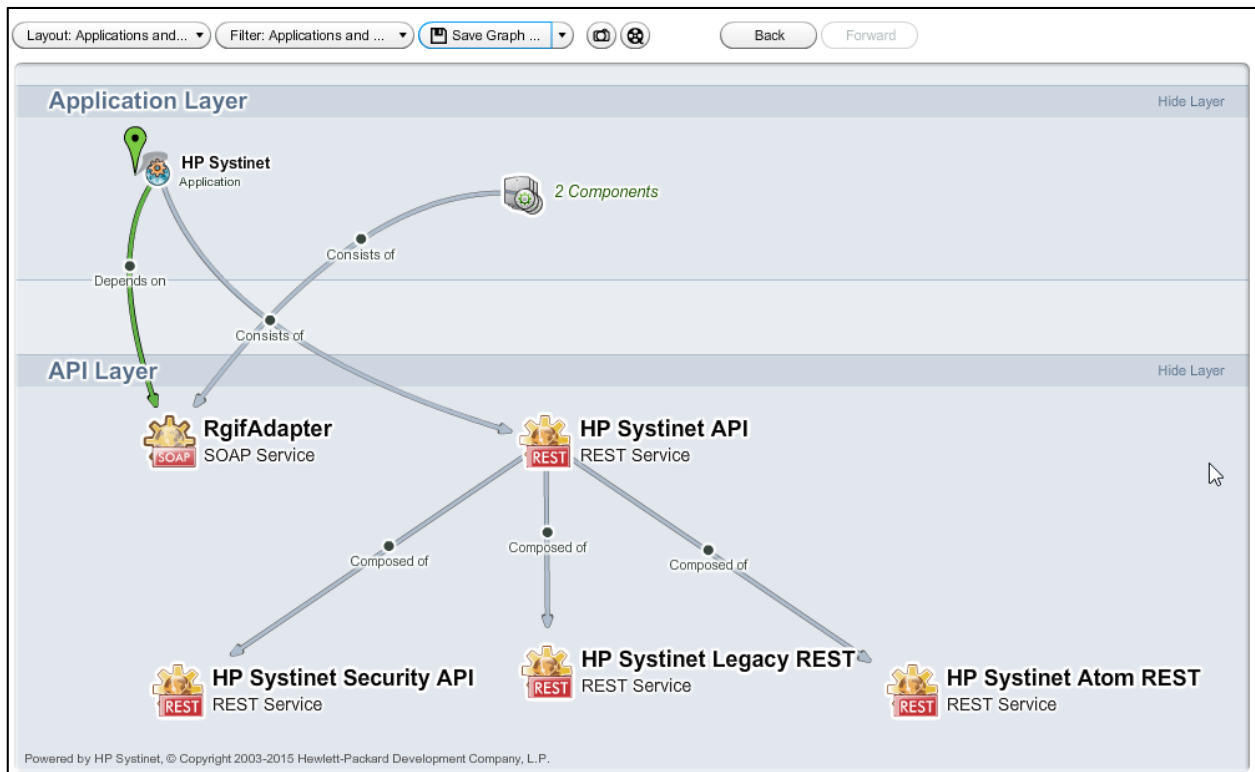 Layout: Applications and...
Filter: Applications and ...
Save Graph ...
Back
Forward
Application Layer
Hide Layer
HP Systinet
Application
2 Components
Consists of
Depends on
Consists of
API Layer
Hide Layer
RgifAdapter
SOAP Service
SOAP
HP Systinet API
REST Service
REST
Composed of
Composed of
Composed of
HP Systinet Security API
REST Service
REST
HP Systinet Legacy REST
REST Service
REST
HP Systinet Atom REST
REST Service
REST
Powered by HP Systinet, © Copyright 2003-2015 Hewlett-Packard Development Company, L.P.